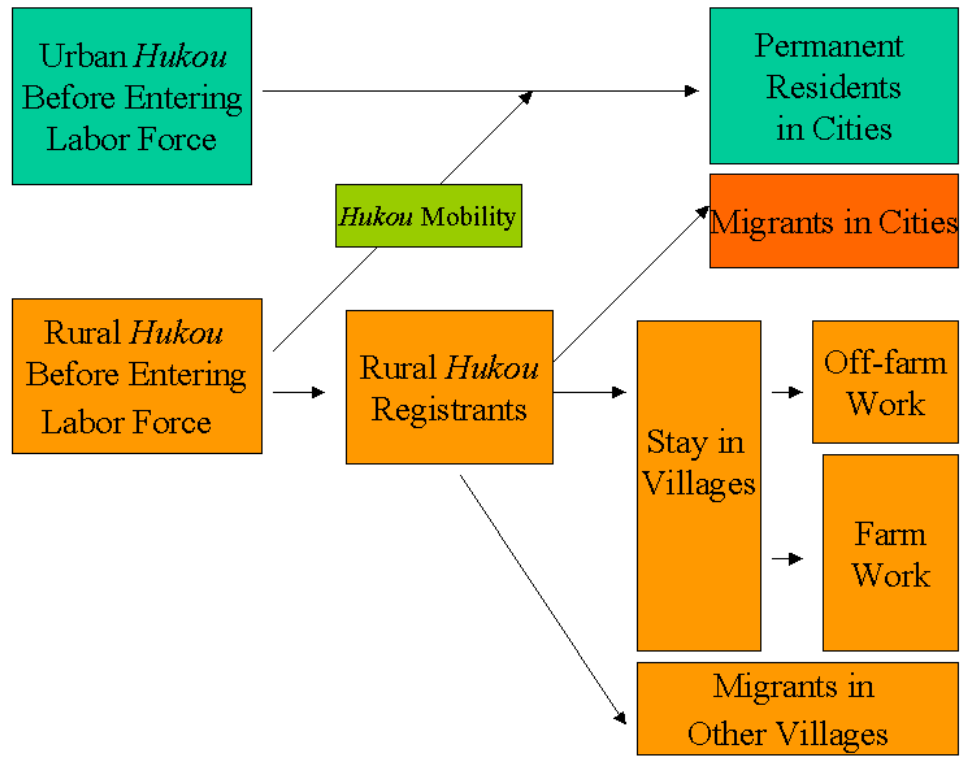 Urban Hukou
Before Entering
Labor Force
Permanent
Residents
in Cities
Hukou Mobility
Migrants in Cities
Rural Hukou
Before Entering
Labor Force
Rural Hukou
Registrants
Stay in
Villages
Off-farm
Work
Farm
Work
Migrants in
Other Villages